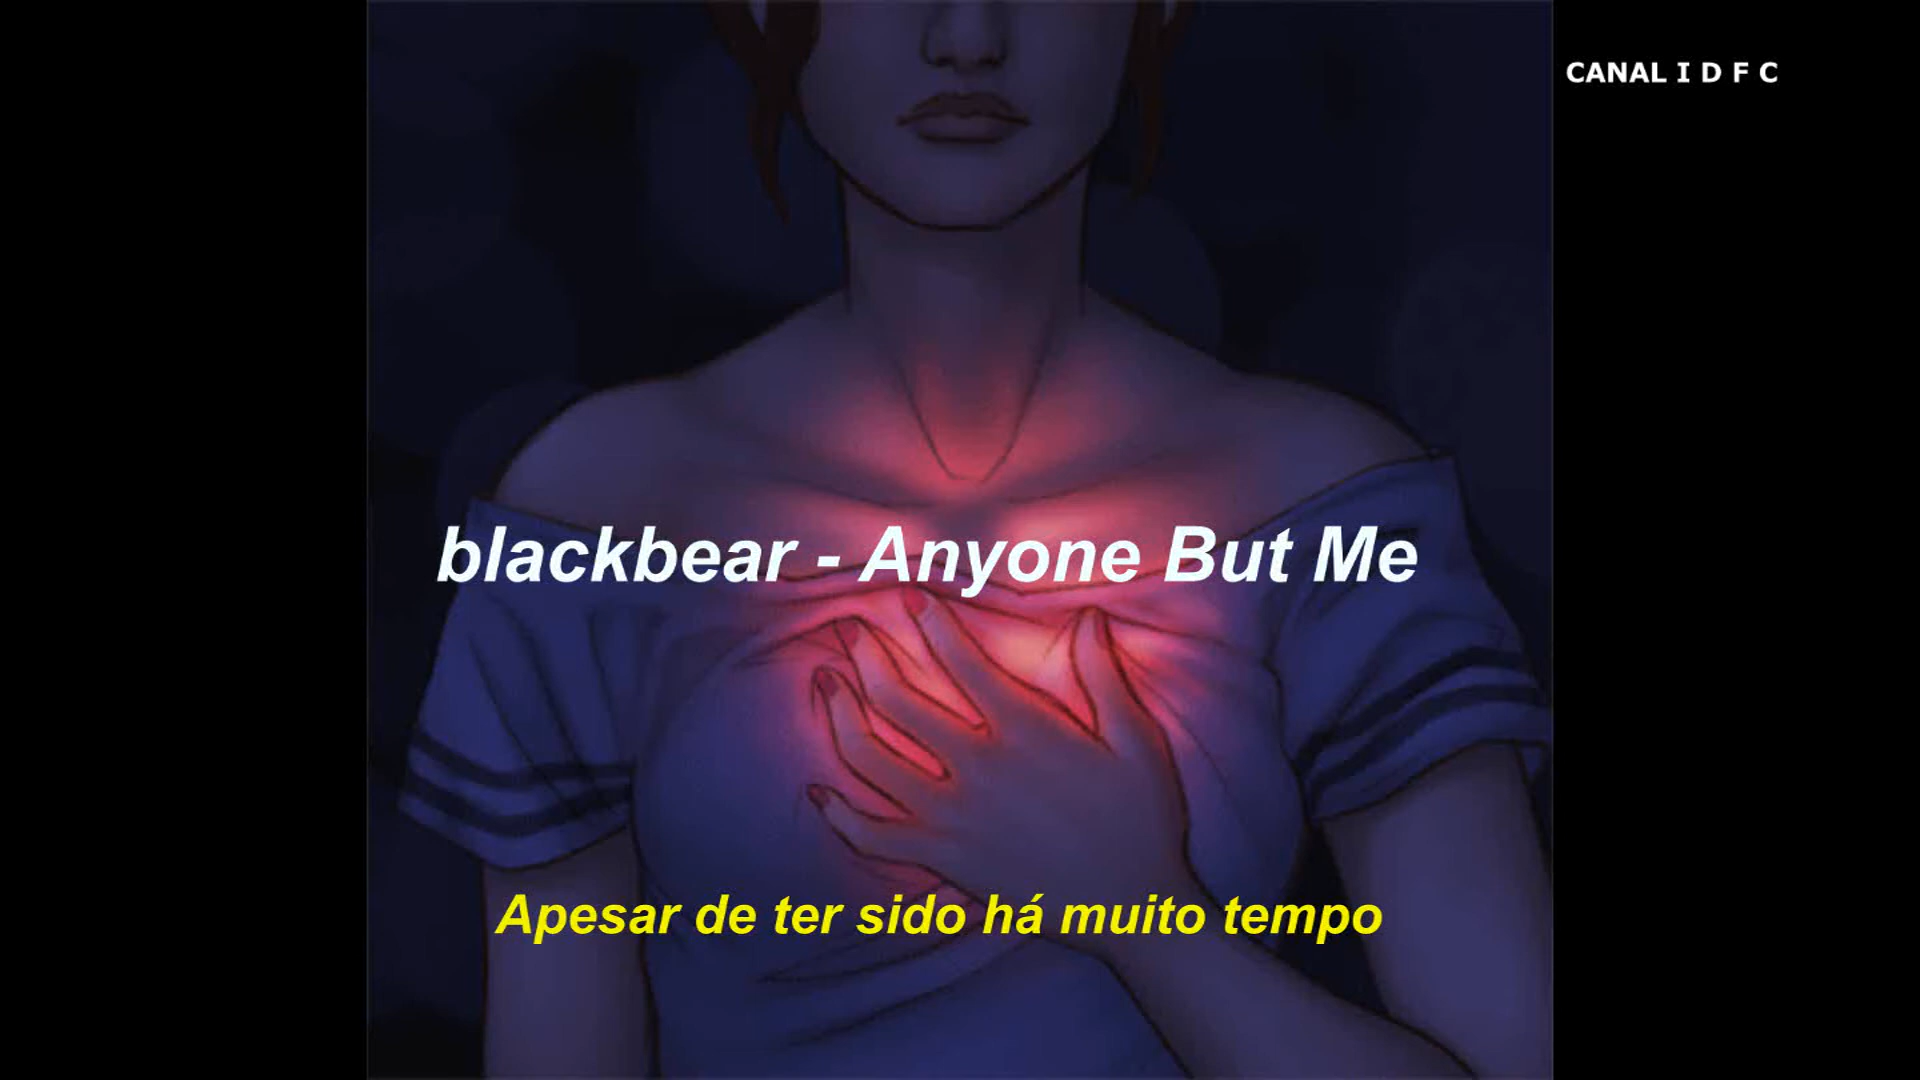 CANAL I D F C
blackbear - Anyone But Me
Apesar de ter sido há muito tempo